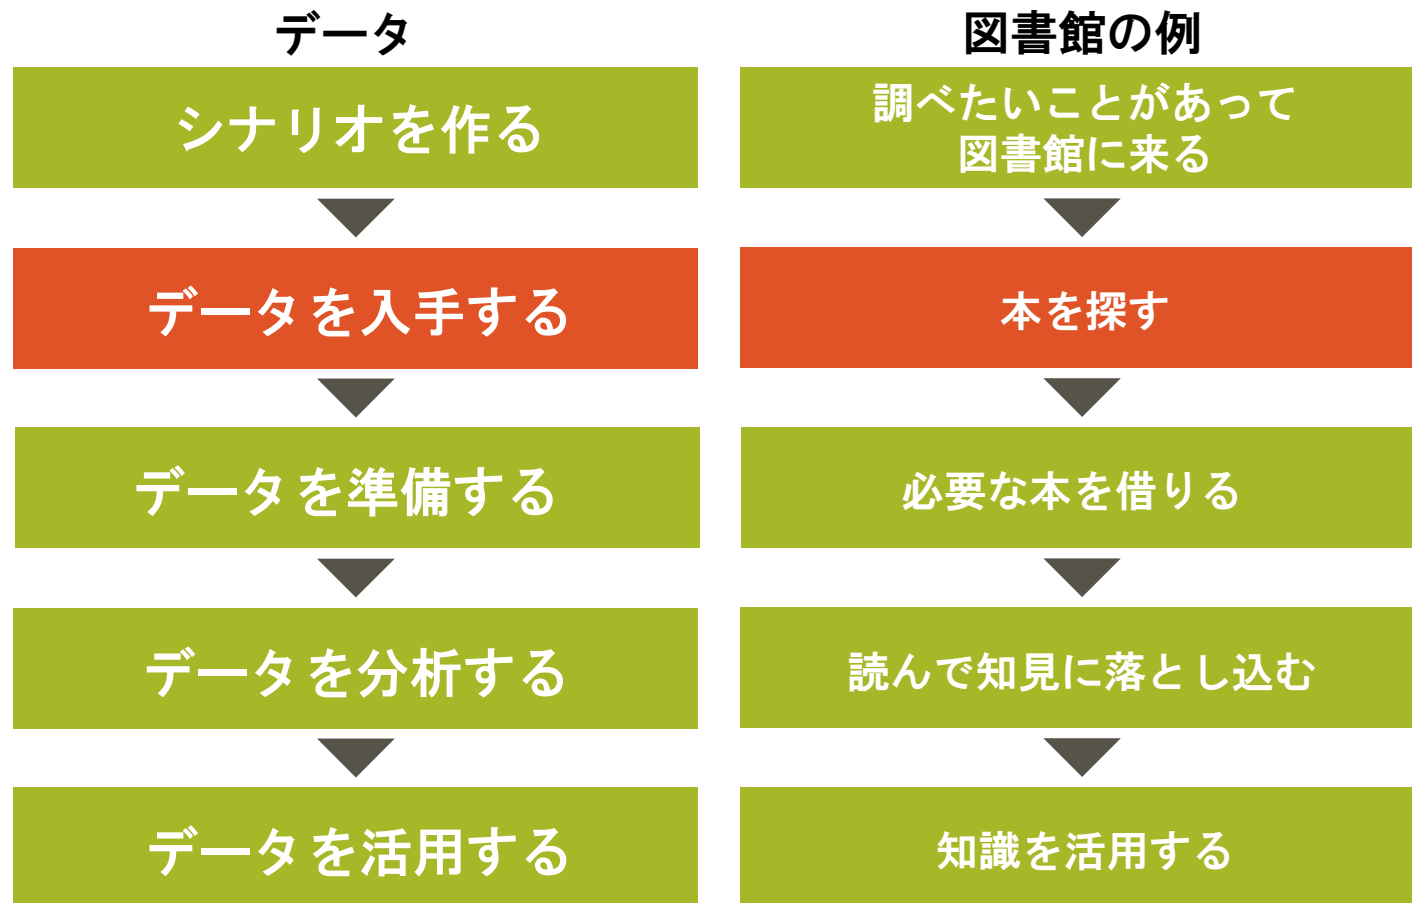 データ
シナリオを作る
データを入手する
データを準備する
データを分析する
データを活用する
図書館の例
調べたいことがあって
図書館に来る
本を探す
必要な本を借りる
読んで知見に落とし込む
知識を活用する